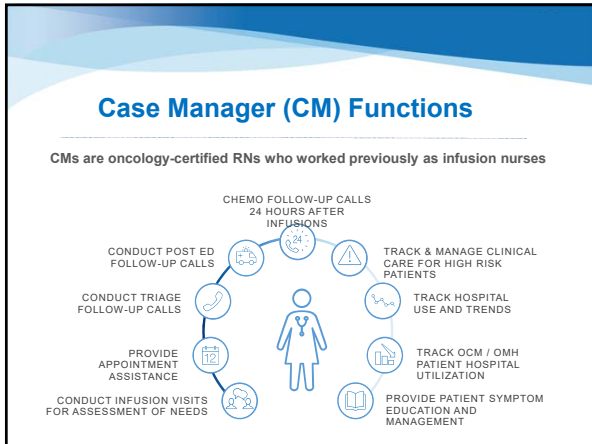 Case Manager (CM) Functions
CMs are oncology-certified RNs who worked previously as infusion nurses
CHEMO FOLLOW-UP CALLS
24 HOURS AFTER
INFUSIONS
24
CONDUCT POST ED
FOLLOW-UP CALLS
TRACK & MANAGE CLINICAL
CARE FOR HIGH RISK
PATIENTS
CONDUCT TRIAGE
FOLLOW-UP CALLS
TRACK HOSPITAL
USE AND TRENDS
PROVIDE
APPOINTMENT
ASSISTANCE
12
TRACK OCM / OMH
PATIENT HOSPITAL
UTILIZATION
CONDUCT INFUSION VISITS
FOR ASSESSMENT OF NEEDS
PROVIDE PATIENT SYMPTOM
EDUCATION AND
MANAGEMENT